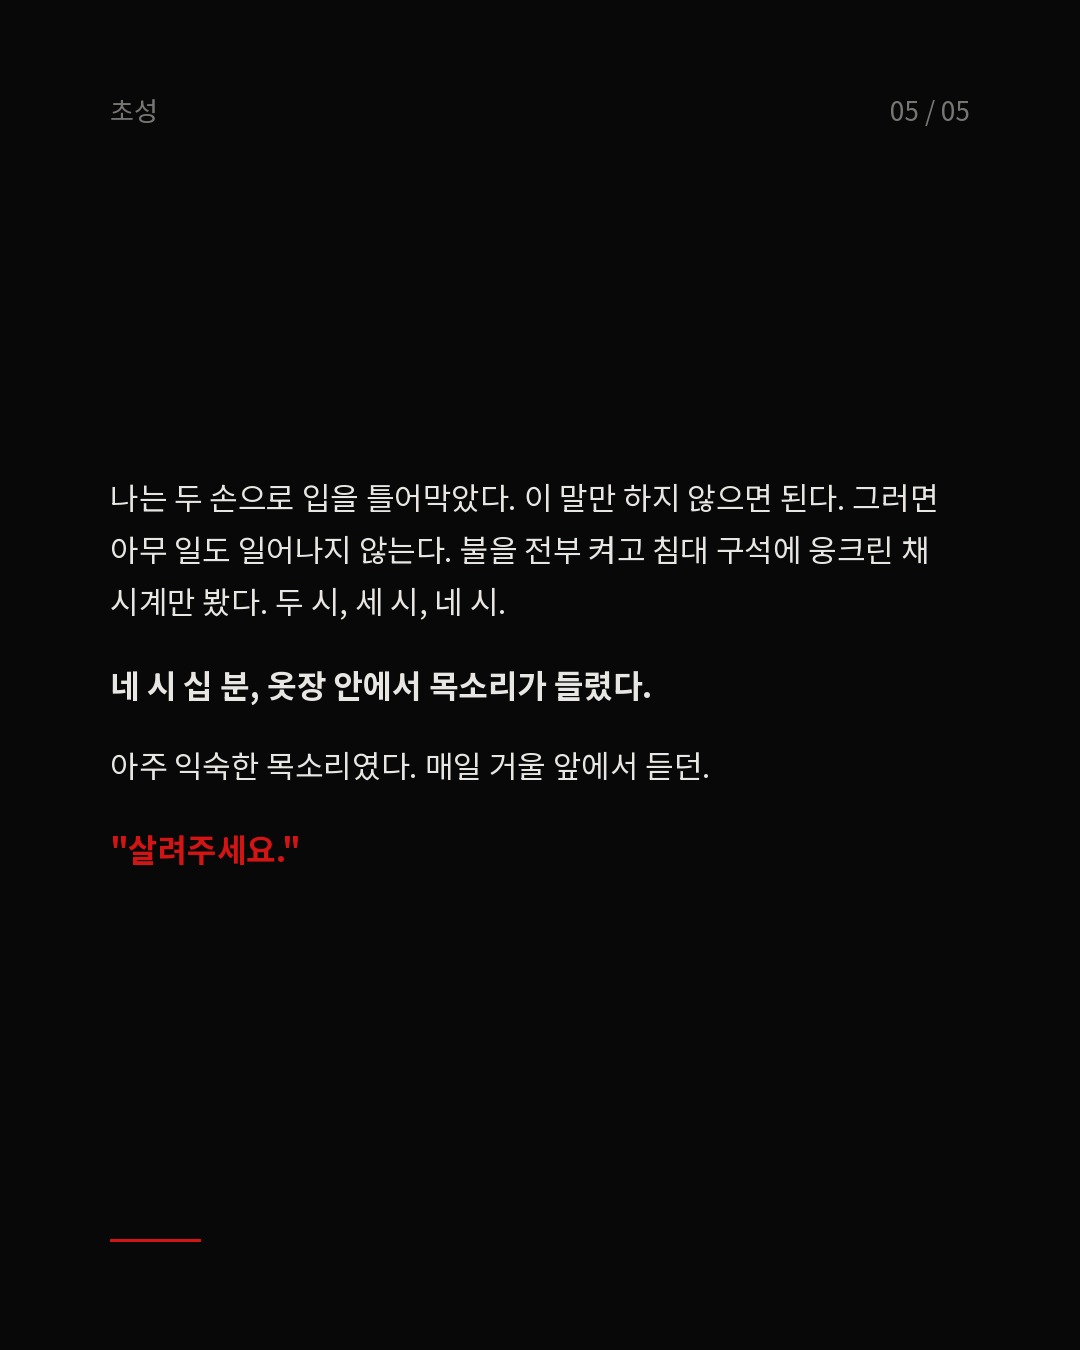 초성
05 / 05
나는 두 손으로 입을 틀어막았다. 이 말만 하지 않으면 된다. 그러면
아무 일도 일어나지 않는다. 불을 전부 켜고 침대 구석에 웅크린 채
시계만 봤다. 두 시, 세 시, 네 시.
네 시 십 분, 옷장 안에서 목소리가 들렸다.
아주 익숙한 목소리였다. 매일 거울 앞에서 듣던.
"살려주세요."